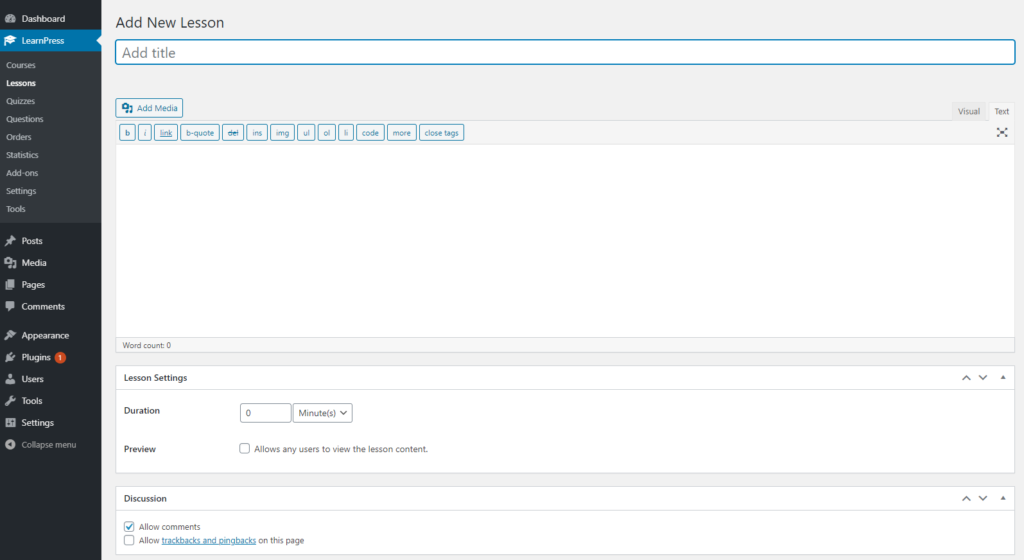 Dashboard
LearnPress
Courses
Lessons
Quizzes
Questions
Orders
Statistics
Add-ons
Settings
Tools
Posts
Media
Pages
Comments
Appearance
Plugins 1
Users
Tools
Settings
Collapse menu
Add New Lesson
Add title
Add Media
Visual Text
b i link b-quote del ins img ul ol li code more close tags
Word count: 0
Lesson Settings
Duration 0 Minute(s)
Preview Allows any users to view the lesson content.
Discussion
Allow comments
Allow trackbacks and pingbacks on this page